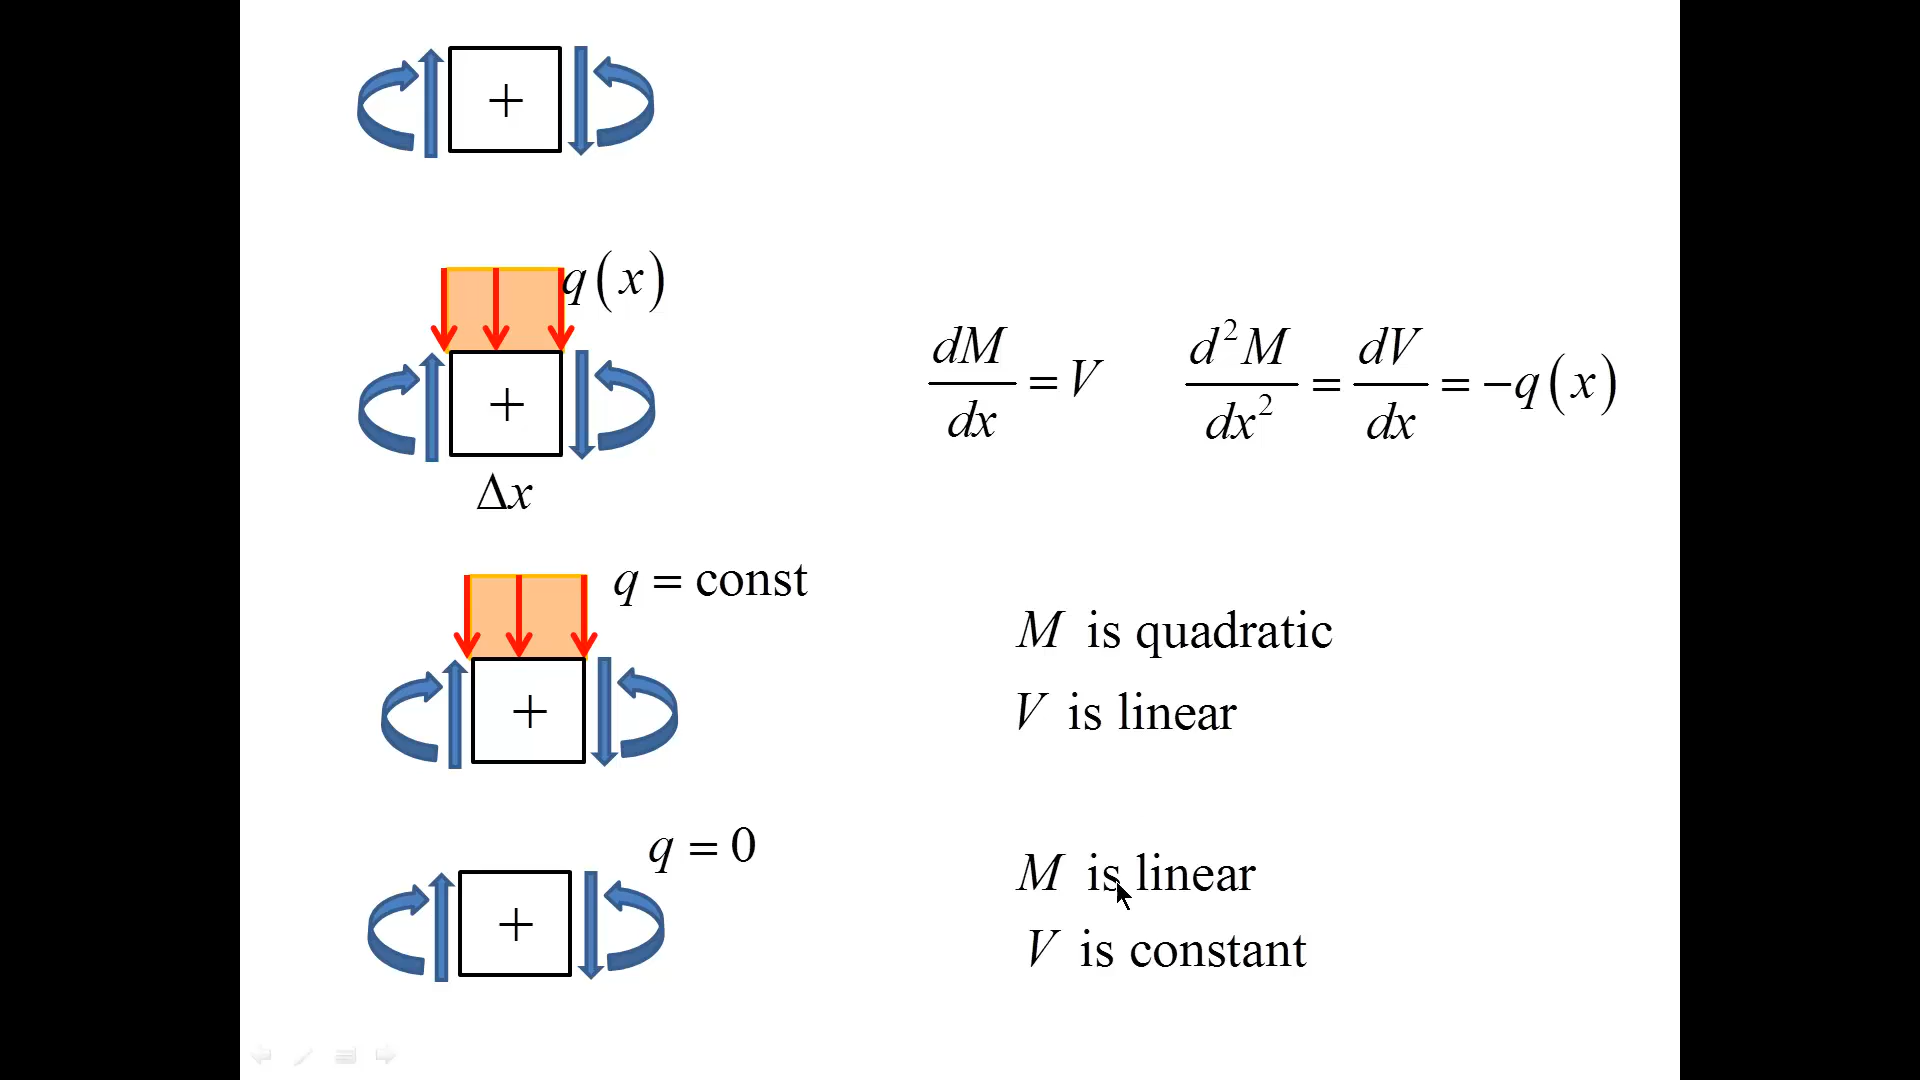 +
q(x)
+
Δx
dM/dx = V    d²M/dx² = dV/dx = −q(x)
q = const
+
M is quadratic
V is linear
q = 0
+
M is linear
V is constant